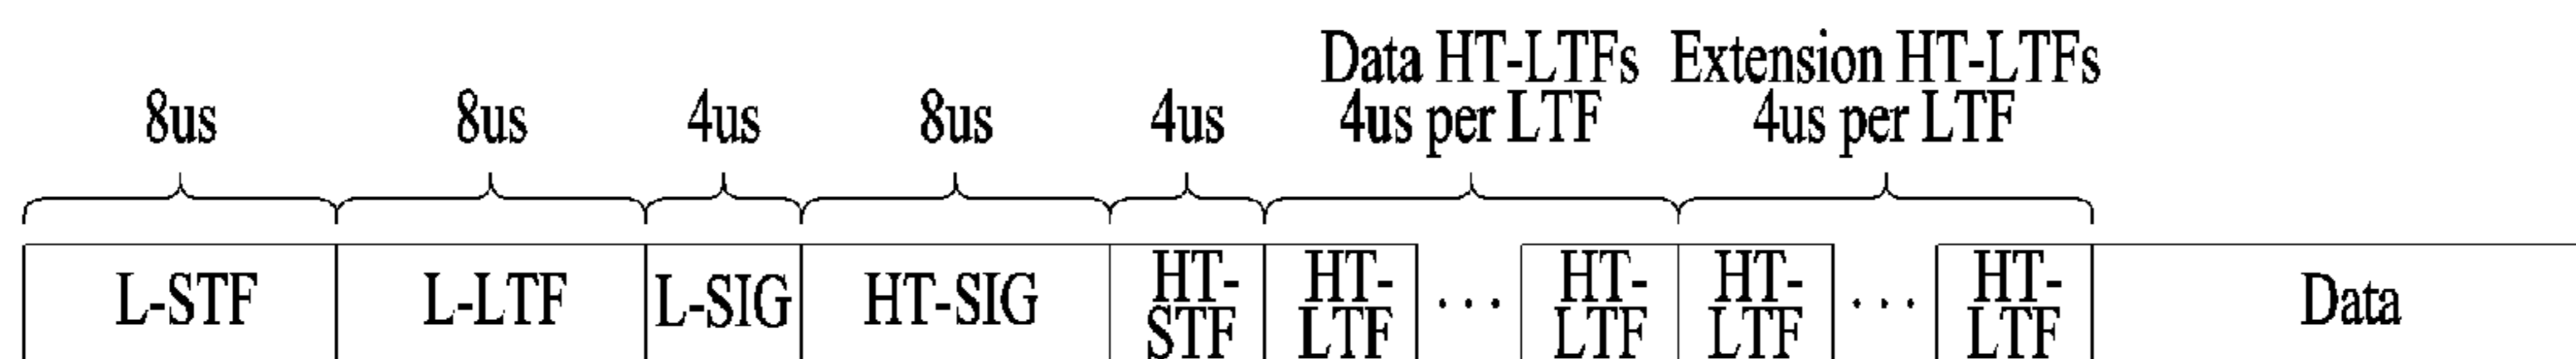 Data HT-LTFs Extension HT-LTFs
8us 8us 4us 8us 4us 4us per LTF 4us per LTF
L-STF L-LTF L-SIG HT-SIG HT- HT- ... HT- HT- ... HT- Data
STF LTF LTF LTF LTF